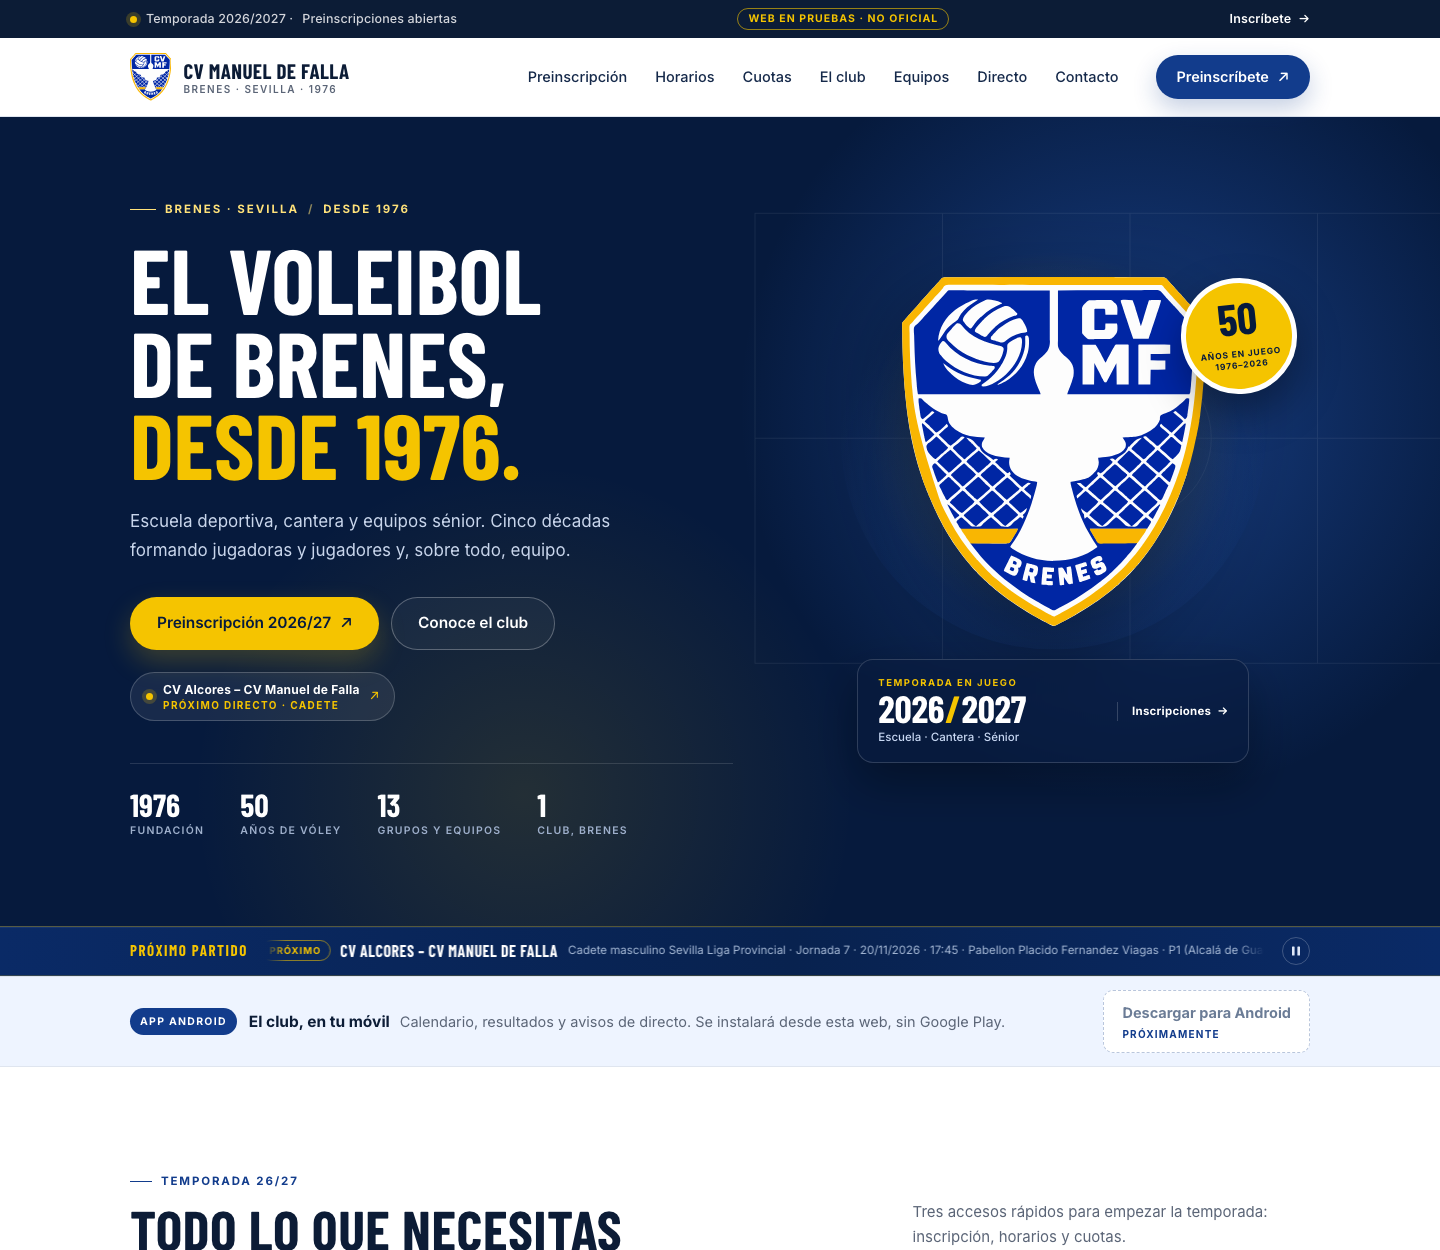 Temporada 2026/2027 · Preinscripciones abiertas
WEB EN PRUEBAS · NO OFICIAL
Inscríbete →
CV MF
CV MANUEL DE FALLA
BRENES · SEVILLA · 1976
Preinscripción
Horarios
Cuotas
El club
Equipos
Directo
Contacto
Preinscríbete ↗
BRENES · SEVILLA / DESDE 1976
EL VOLEIBOL
DE BRENES,
DESDE 1976.
Escuela deportiva, cantera y equipos sénior. Cinco décadas
formando jugadoras y jugadores y, sobre todo, equipo.
Preinscripción 2026/27 ↗
Conoce el club
CV Alcores – CV Manuel de Falla ↗
PRÓXIMO DIRECTO · CADETE
1976
FUNDACIÓN
50
AÑOS DE VÓLEY
13
GRUPOS Y EQUIPOS
1
CLUB, BRENES
CV
MF
BRENES
50
AÑOS EN JUEGO
1976–2026
TEMPORADA EN JUEGO
2026/2027
Escuela · Cantera · Sénior
Inscripciones →
PRÓXIMO PARTIDO
PRÓXIMO
CV ALCORES – CV MANUEL DE FALLA
Cadete masculino Sevilla Liga Provincial · Jornada 7 · 20/11/2026 · 17:45 · Pabellon Placido Fernandez Viagas · P1 (Alcalá de Gua
APP ANDROID
El club, en tu móvil
Calendario, resultados y avisos de directo. Se instalará desde esta web, sin Google Play.
Descargar para Android
PRÓXIMAMENTE
TEMPORADA 26/27
TODO LO QUE NECESITAS
Tres accesos rápidos para empezar la temporada:
inscripción, horarios y cuotas.